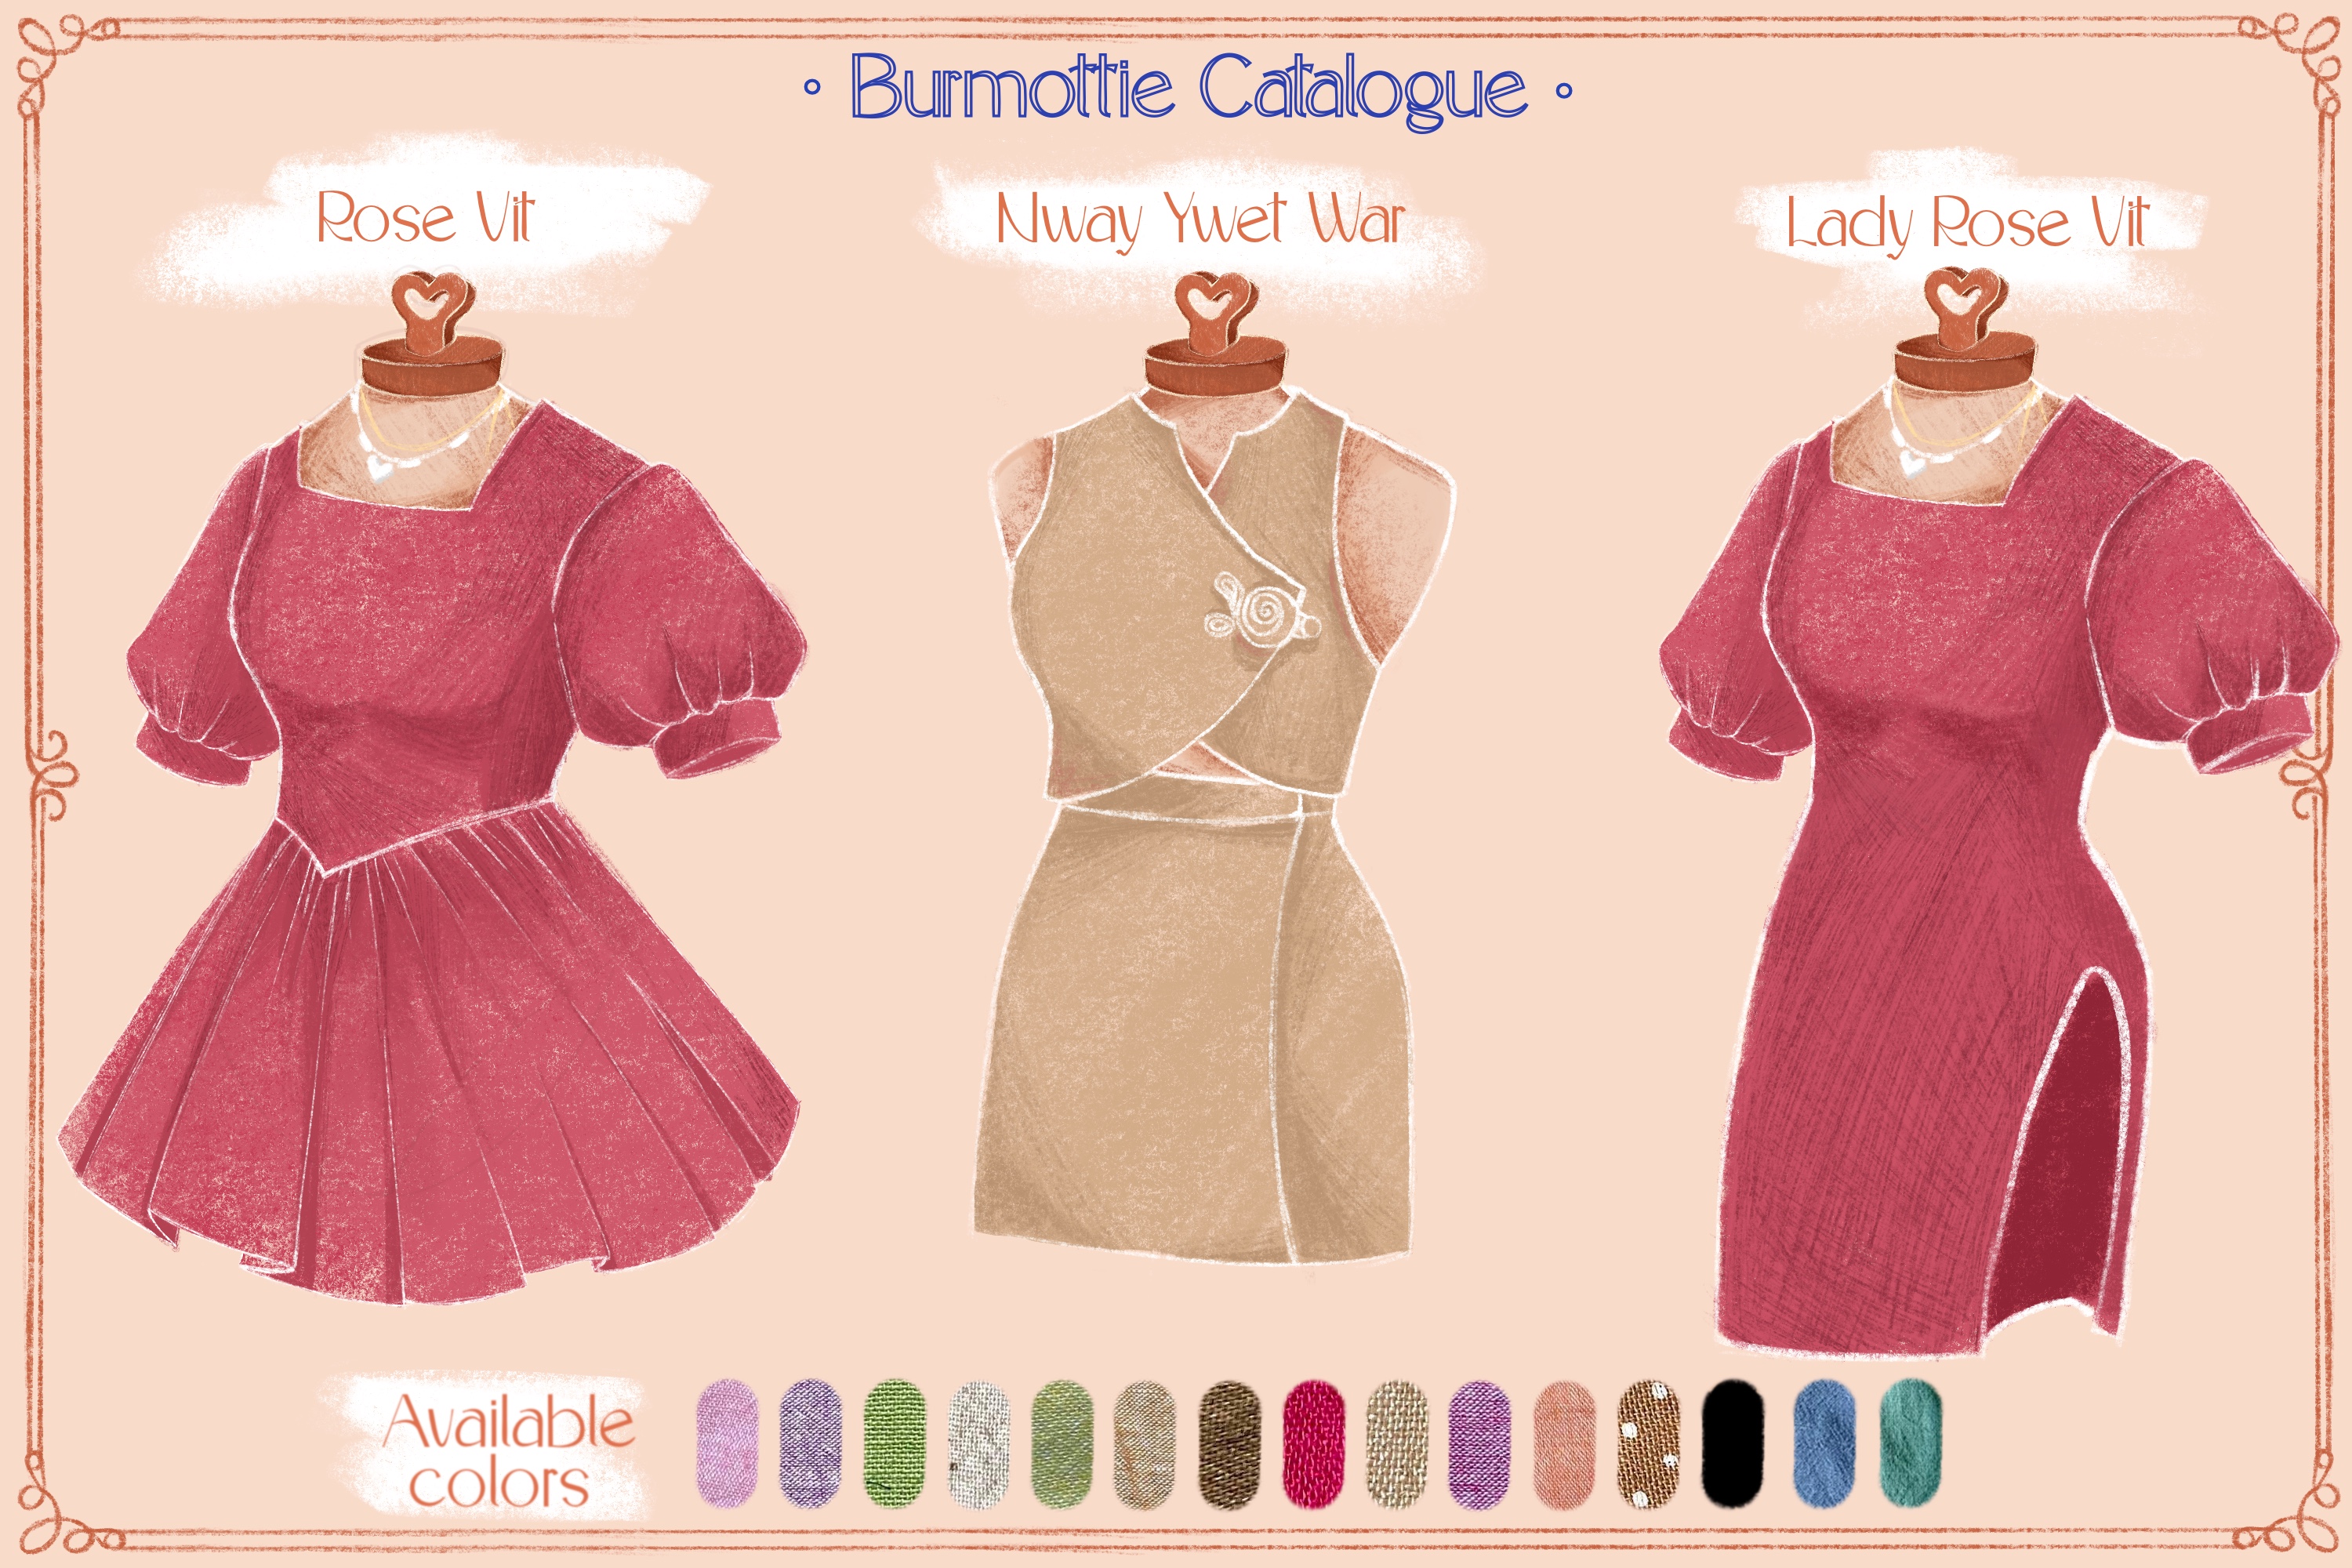 • Burmottie Catalogue •
Rose Vit
Nway Ywet War
Lady Rose Vit
Available
colors